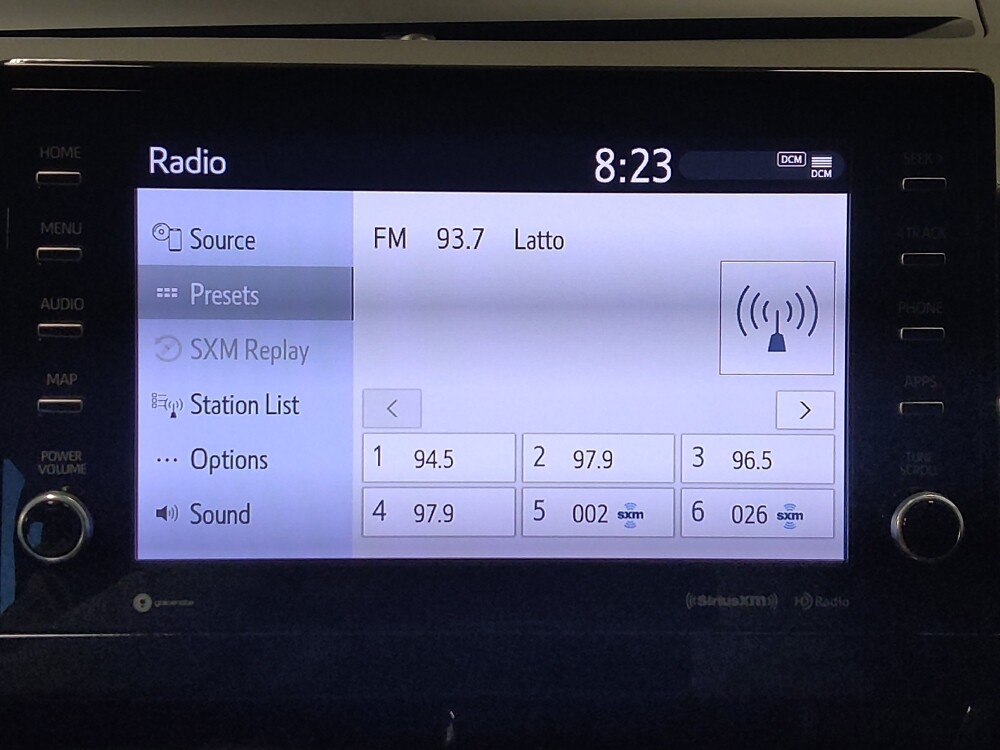 HOME
MENU
AUDIO
MAP
POWER
VOLUME
Radio
8:23
DCM
DCM
Source
Presets
SXM Replay
Station List
Options
Sound
FM 93.7 Latto
<
>
1 94.5
2 97.9
3 96.5
4 97.9
5 002 sxm
6 026 sxm
SEEK >
< TRACK
PHONE
APPS
TUNE
SCROLL
gracenote
SiriusXM
HD Radio